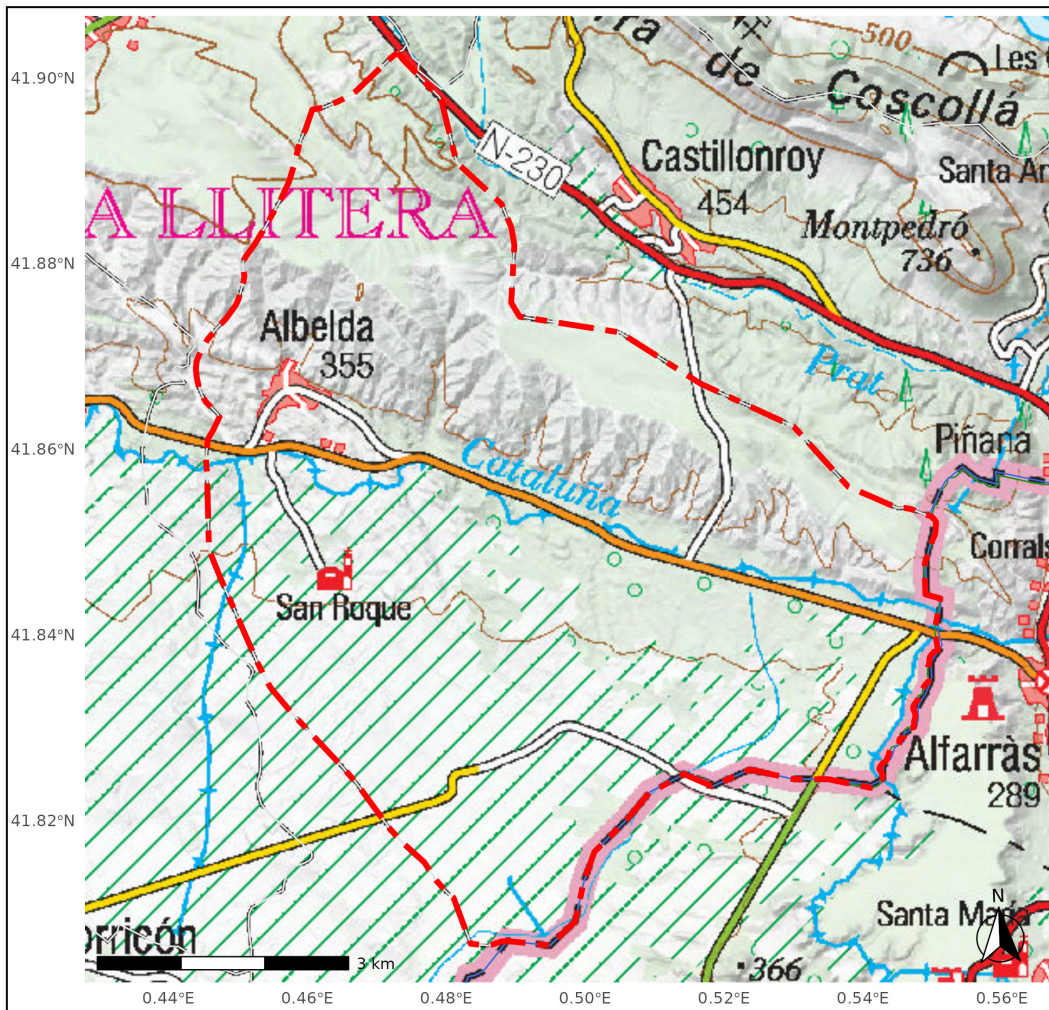 500
Les
de
Coscollá
41.90°N
N-230
Castillonroy
454
Santa An
A LLITERA
Montpedró
736
41.88°N
Albelda
355
Prat
Piñana
41.86°N
Cataluña
Corrals
San Roque
41.84°N
Alfarràs
289
41.82°N
Santa María
N
orricón
3 km
366
0.44°E
0.46°E
0.48°E
0.50°E
0.52°E
0.54°E
0.56°E